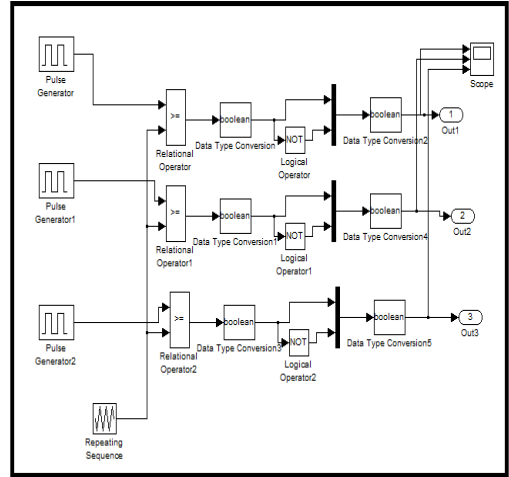 Pulse
Generator
>=
Relational
Operator
boolean
Data Type Conversion
NOT
Logical
Operator
boolean
Data Type Conversion2
Scope
1
Out1
Pulse
Generator1
>=
Relational
Operator1
boolean
Data Type Conversion1
NOT
Logical
Operator1
boolean
Data Type Conversion4
2
Out2
Pulse
Generator2
>=
Relational
Operator2
boolean
Data Type Conversion3
NOT
Logical
Operator2
boolean
Data Type Conversion5
3
Out3
Repeating
Sequence